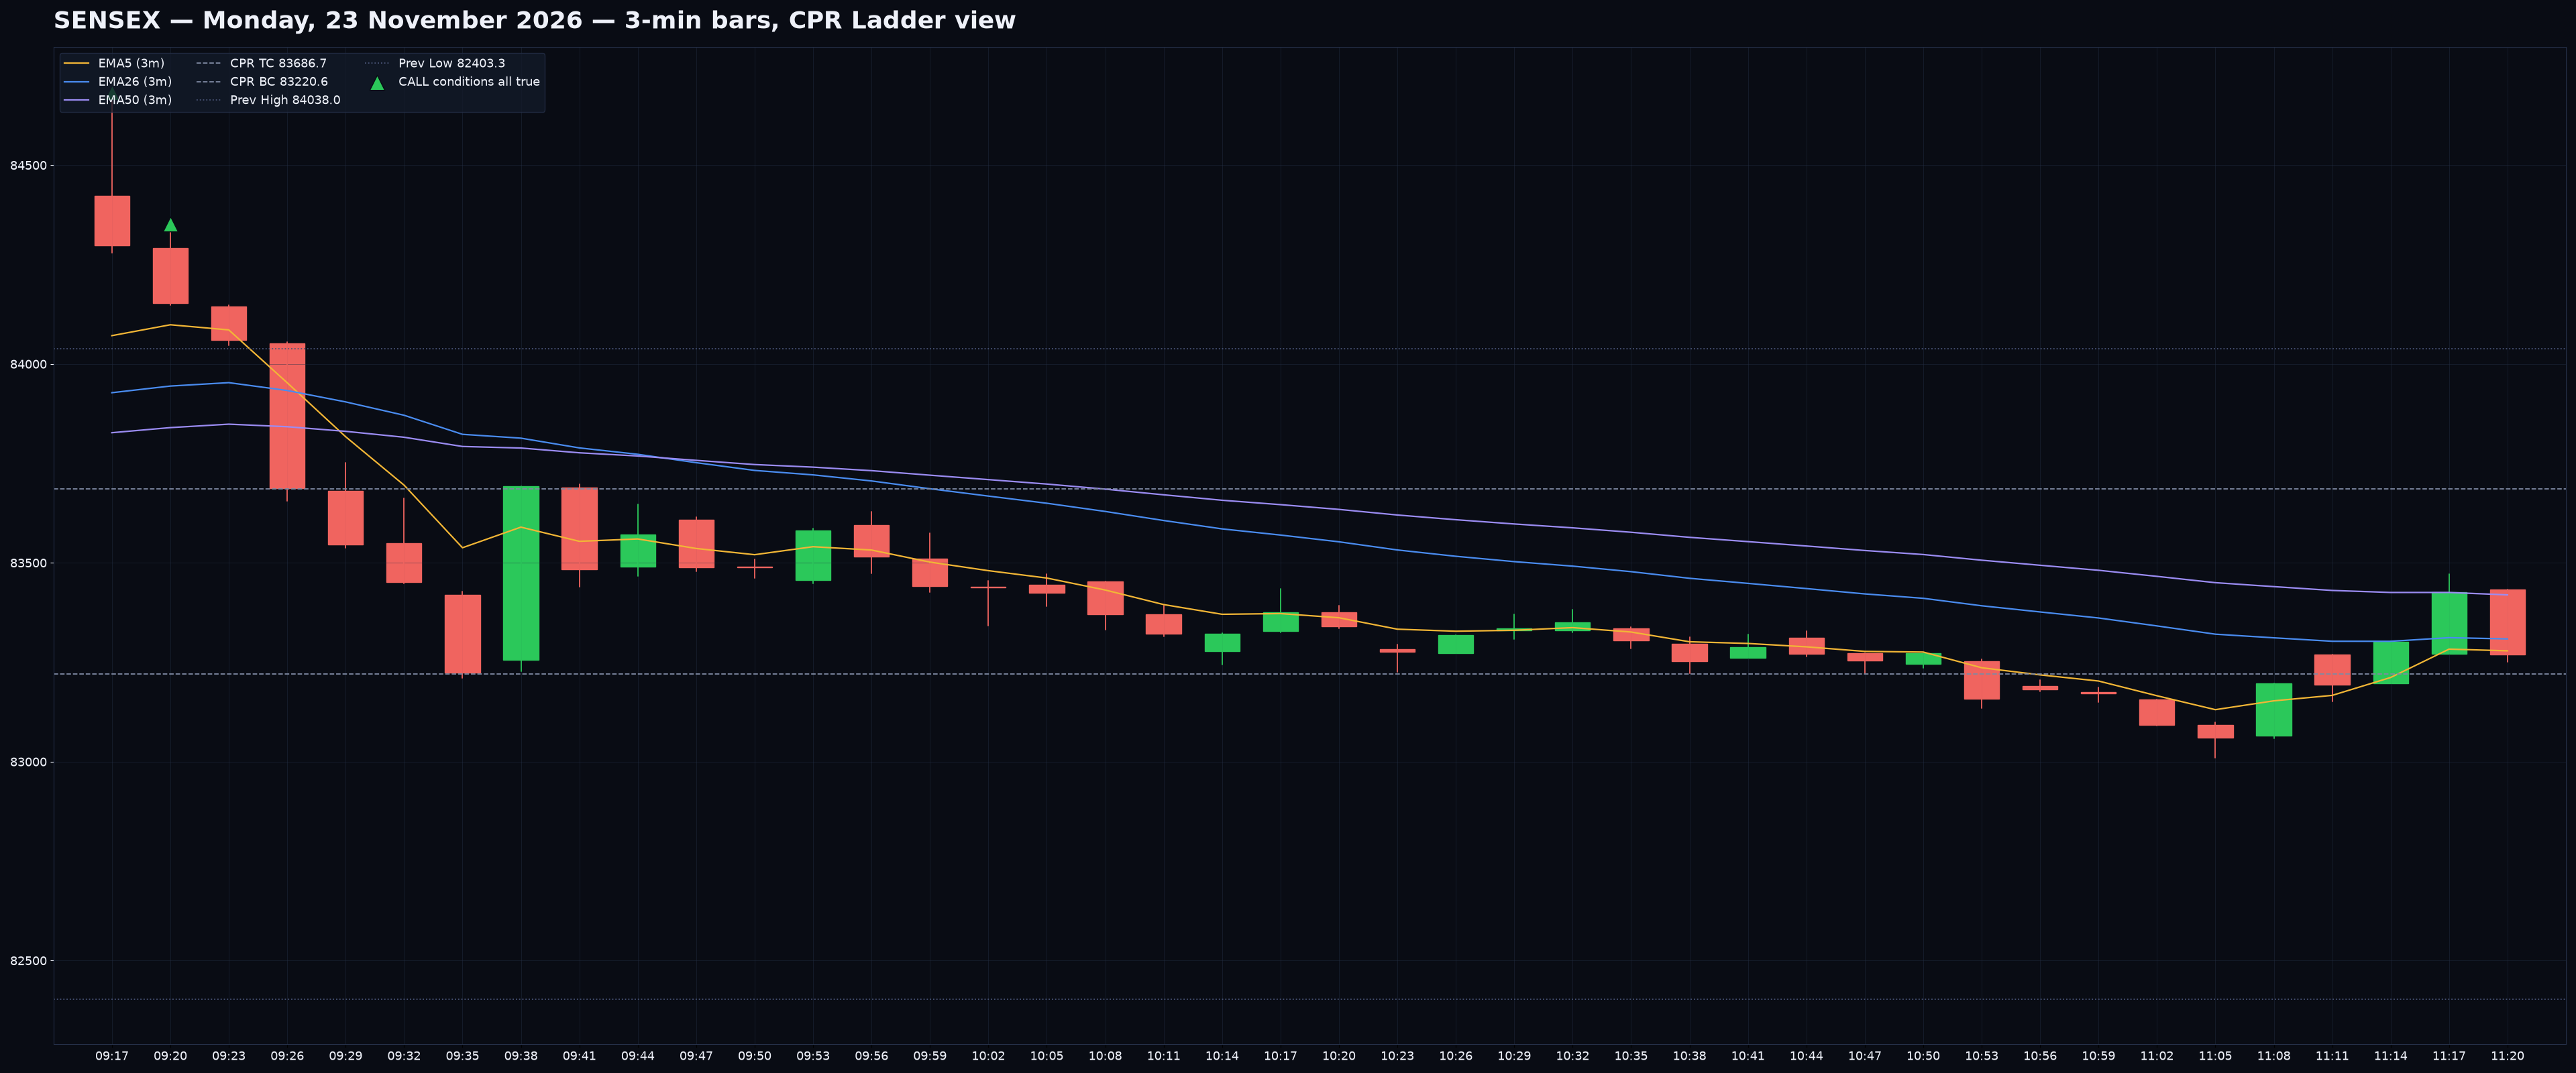 SENSEX — Monday, 23 November 2026 — 3-min bars, CPR Ladder view
EMA5 (3m)
EMA26 (3m)
EMA50 (3m)
CPR TC 83686.7
CPR BC 83220.6
Prev High 84038.0
Prev Low 82403.3
CALL conditions all true
84500
84000
83500
83000
82500
09:17 09:20 09:23 09:26 09:29 09:32 09:35 09:38 09:41 09:44 09:47 09:50 09:53 09:56 09:59 10:02 10:05 10:08 10:11 10:14 10:17 10:20 10:23 10:26 10:29 10:32 10:35 10:38 10:41 10:44 10:47 10:50 10:53 10:56 10:59 11:02 11:05 11:08 11:11 11:14 11:17 11:20